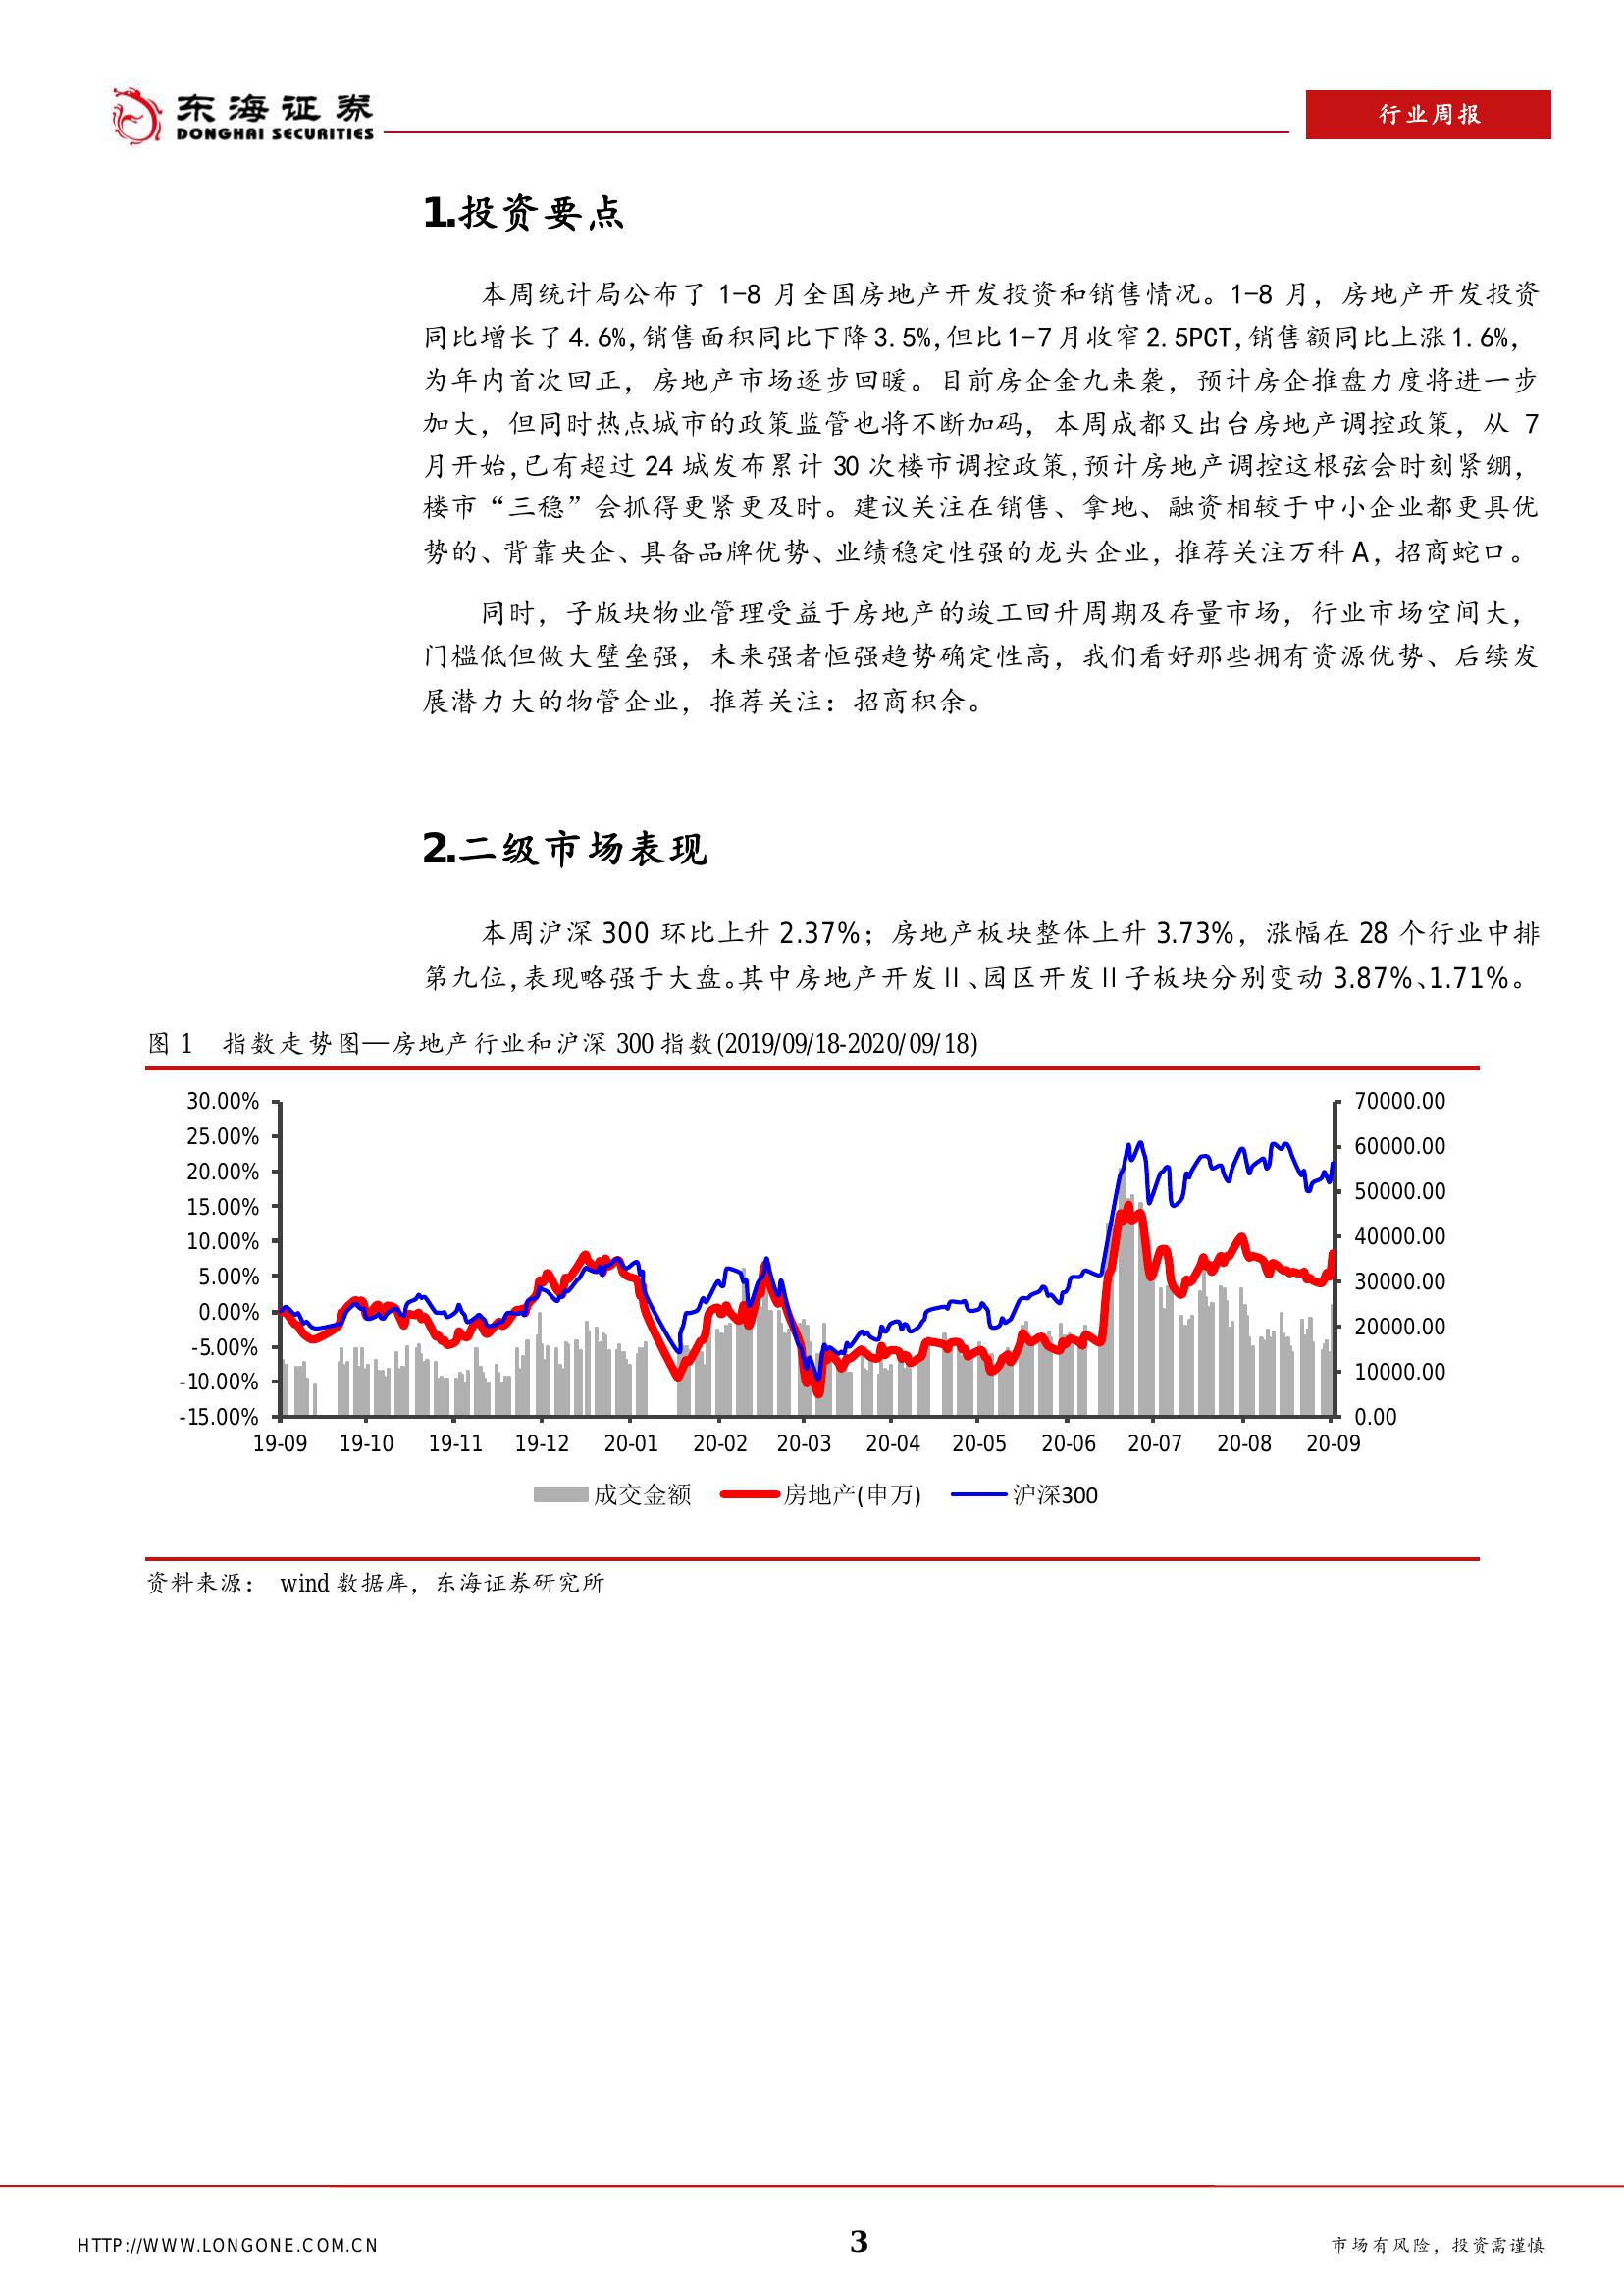 东海证券
DONGHAI SECURITIES
行业周报
1.投资要点
本周统计局公布了 1-8 月全国房地产开发投资和销售情况。1-8 月，房地产开发投资
同比增长了 4.6%,销售面积同比下降 3.5%,但比 1-7 月收窄 2.5PCT,销售额同比上涨 1.6%，
为年内首次回正，房地产市场逐步回暖。目前房企金九来袭，预计房企推盘力度将进一步
加大，但同时热点城市的政策监管也将不断加码，本周成都又出台房地产调控政策，从 7
月开始,已有超过 24 城发布累计 30 次楼市调控政策,预计房地产调控这根弦会时刻紧绷，
楼市“三稳”会抓得更紧更及时。建议关注在销售、拿地、融资相较于中小企业都更具优
势的、背靠央企、具备品牌优势、业绩稳定性强的龙头企业，推荐关注万科 A，招商蛇口。
同时，子版块物业管理受益于房地产的竣工回升周期及存量市场，行业市场空间大，
门槛低但做大壁垒强，未来强者恒强趋势确定性高，我们看好那些拥有资源优势、后续发
展潜力大的物管企业，推荐关注：招商积余。
2.二级市场表现
本周沪深 300 环比上升 2.37%；房地产板块整体上升 3.73%，涨幅在 28 个行业中排
第九位,表现略强于大盘。其中房地产开发Ⅱ、园区开发Ⅱ子板块分别变动 3.87%、1.71%。
图 1 指数走势图—房地产行业和沪深 300 指数(2019/09/18-2020/09/18)
30.00% 70000.00
25.00% 60000.00
20.00% 50000.00
15.00% 40000.00
10.00% 30000.00
5.00% 20000.00
0.00% 10000.00
-5.00% 0.00
-10.00%
-15.00%
19-09 19-10 19-11 19-12 20-01 20-02 20-03 20-04 20-05 20-06 20-07 20-08 20-09
成交金额 房地产(申万) 沪深300
资料来源： wind 数据库，东海证券研究所
HTTP://WWW.LONGONE.COM.CN 3 市场有风险，投资需谨慎